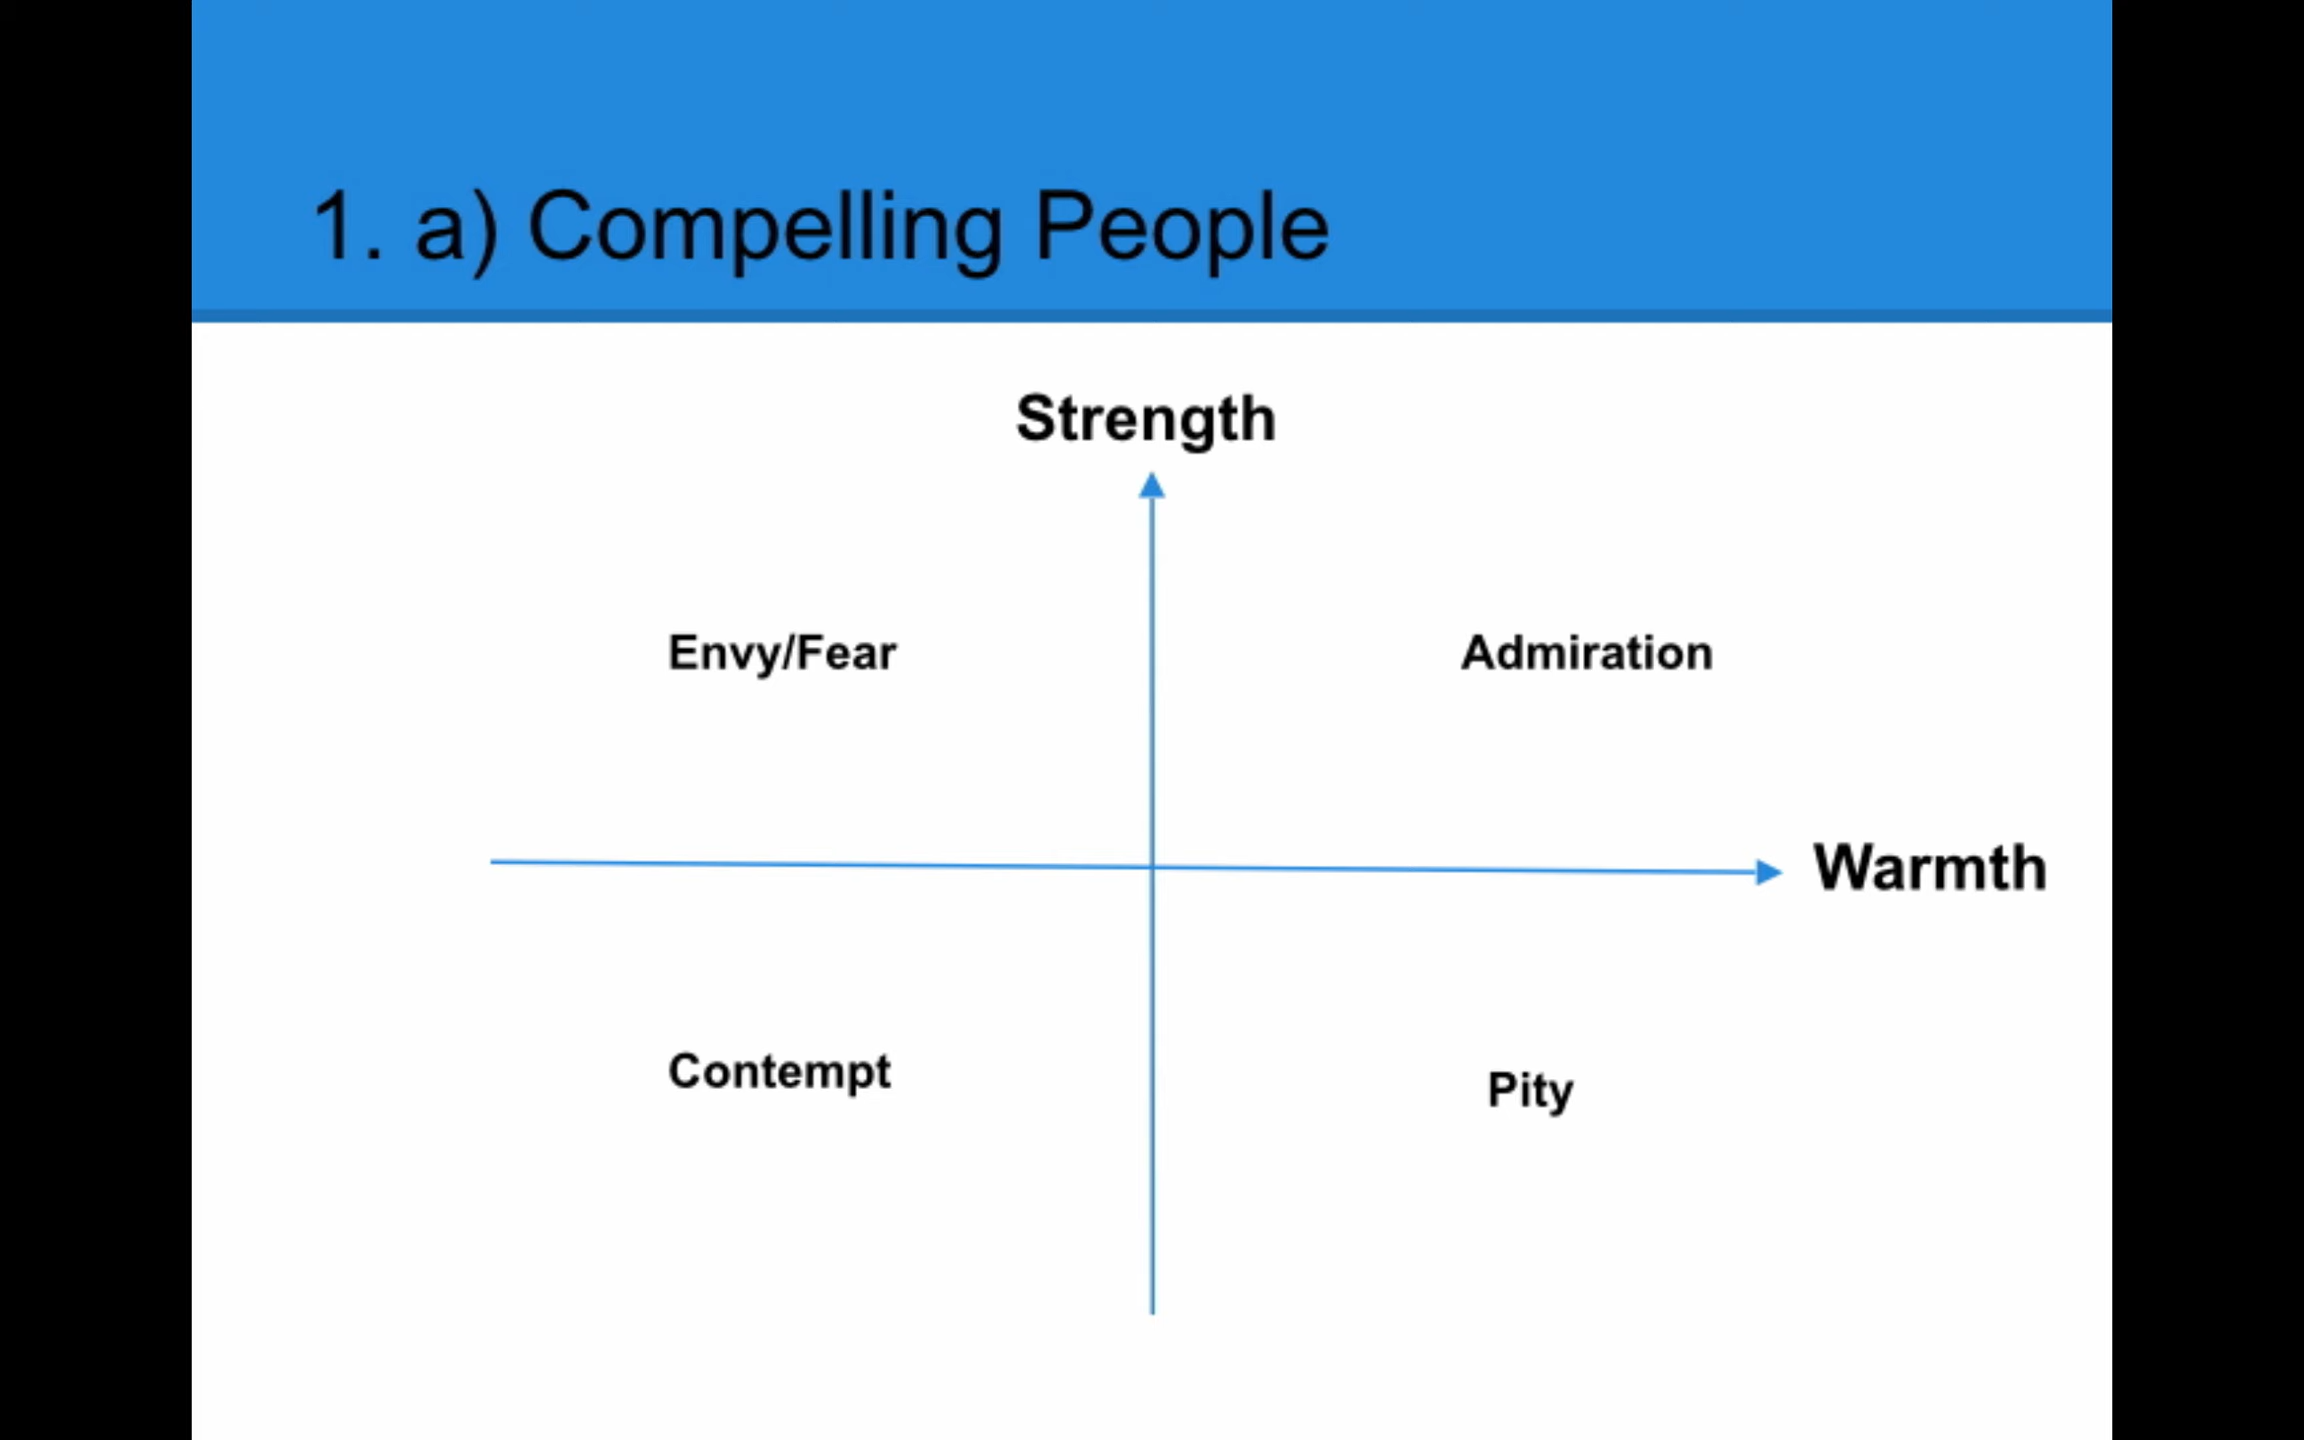 1. a) Compelling People
Strength
Envy/Fear
Admiration
Warmth
Contempt
Pity